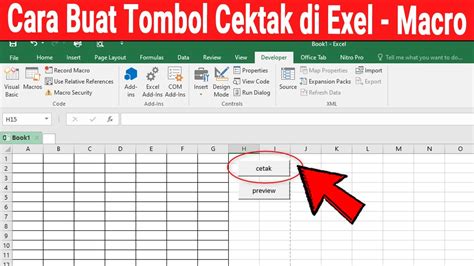 Cara Buat Tombol Cektak di Exel - Macro
Book1 - Excel
File Home Insert Page Layout Formulas Data Review View Developer Office Tab Nitro Pro Tell me what you want to do
Visual Basic Macros Record Macro Use Relative References Macro Security
Add-ins Excel Add-ins COM Add-ins
Insert Design Mode Properties View Code Run Dialog
Source Map Properties Expansion Packs Refresh Data Import Export
Code Add-ins Controls XML
H15
Book1
A B C D E F G H I J K L M
1
2 cetak
3
4 preview
5
6
7
8
9
10
11
12